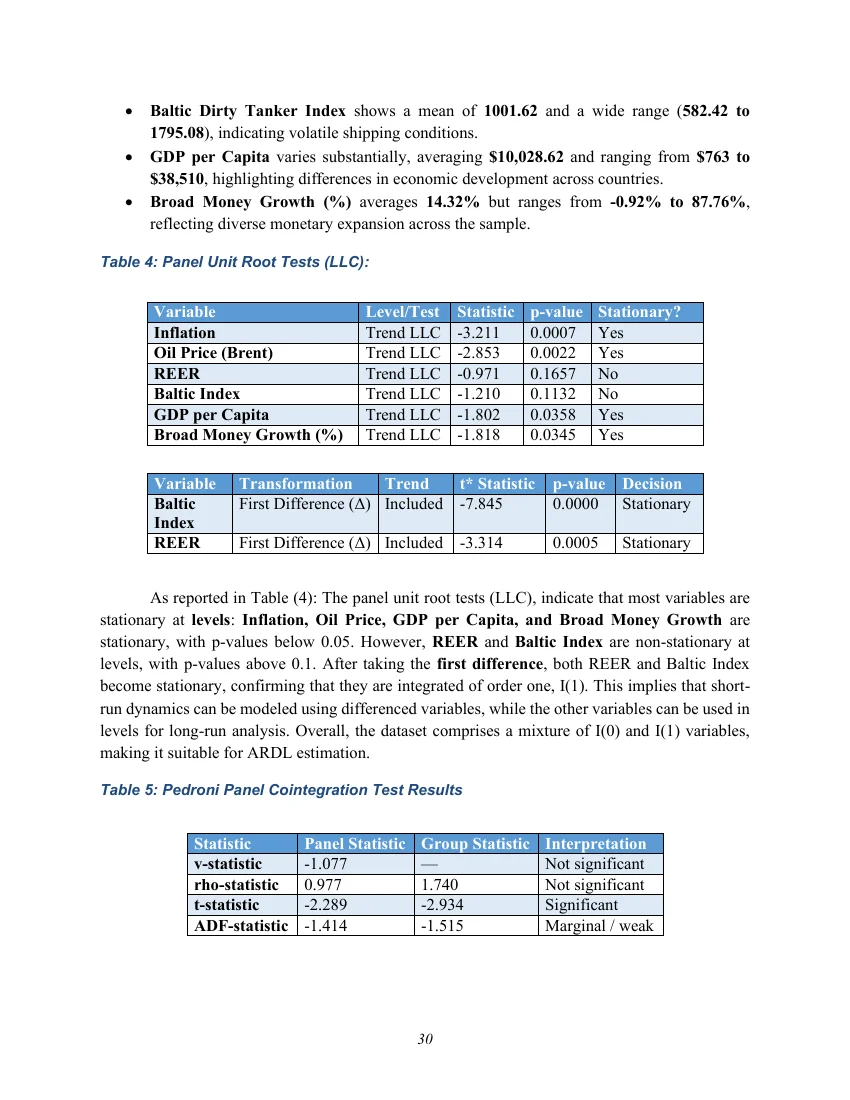 • Baltic Dirty Tanker Index shows a mean of 1001.62 and a wide range (582.42 to
1795.08), indicating volatile shipping conditions.
• GDP per Capita varies substantially, averaging $10,028.62 and ranging from $763 to
$38,510, highlighting differences in economic development across countries.
• Broad Money Growth (%) averages 14.32% but ranges from -0.92% to 87.76%,
reflecting diverse monetary expansion across the sample.
Table 4: Panel Unit Root Tests (LLC):
Variable Level/Test Statistic p-value Stationary?
Inflation Trend LLC -3.211 0.0007 Yes
Oil Price (Brent) Trend LLC -2.853 0.0022 Yes
REER Trend LLC -0.971 0.1657 No
Baltic Index Trend LLC -1.210 0.1132 No
GDP per Capita Trend LLC -1.802 0.0358 Yes
Broad Money Growth (%) Trend LLC -1.818 0.0345 Yes
Variable Transformation Trend t* Statistic p-value Decision
Baltic First Difference (Δ) Included -7.845 0.0000 Stationary
Index
REER First Difference (Δ) Included -3.314 0.0005 Stationary
As reported in Table (4): The panel unit root tests (LLC), indicate that most variables are
stationary at levels: Inflation, Oil Price, GDP per Capita, and Broad Money Growth are
stationary, with p-values below 0.05. However, REER and Baltic Index are non-stationary at
levels, with p-values above 0.1. After taking the first difference, both REER and Baltic Index
become stationary, confirming that they are integrated of order one, I(1). This implies that short-
run dynamics can be modeled using differenced variables, while the other variables can be used in
levels for long-run analysis. Overall, the dataset comprises a mixture of I(0) and I(1) variables,
making it suitable for ARDL estimation.
Table 5: Pedroni Panel Cointegration Test Results
Statistic Panel Statistic Group Statistic Interpretation
v-statistic -1.077 — Not significant
rho-statistic 0.977 1.740 Not significant
t-statistic -2.289 -2.934 Significant
ADF-statistic -1.414 -1.515 Marginal / weak
30